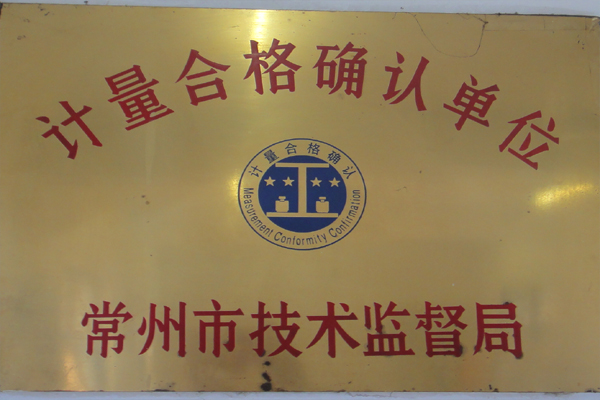 计量合格确认单位
计量合格确认
Measurement Conformity Confirmation
常州市技术监督局